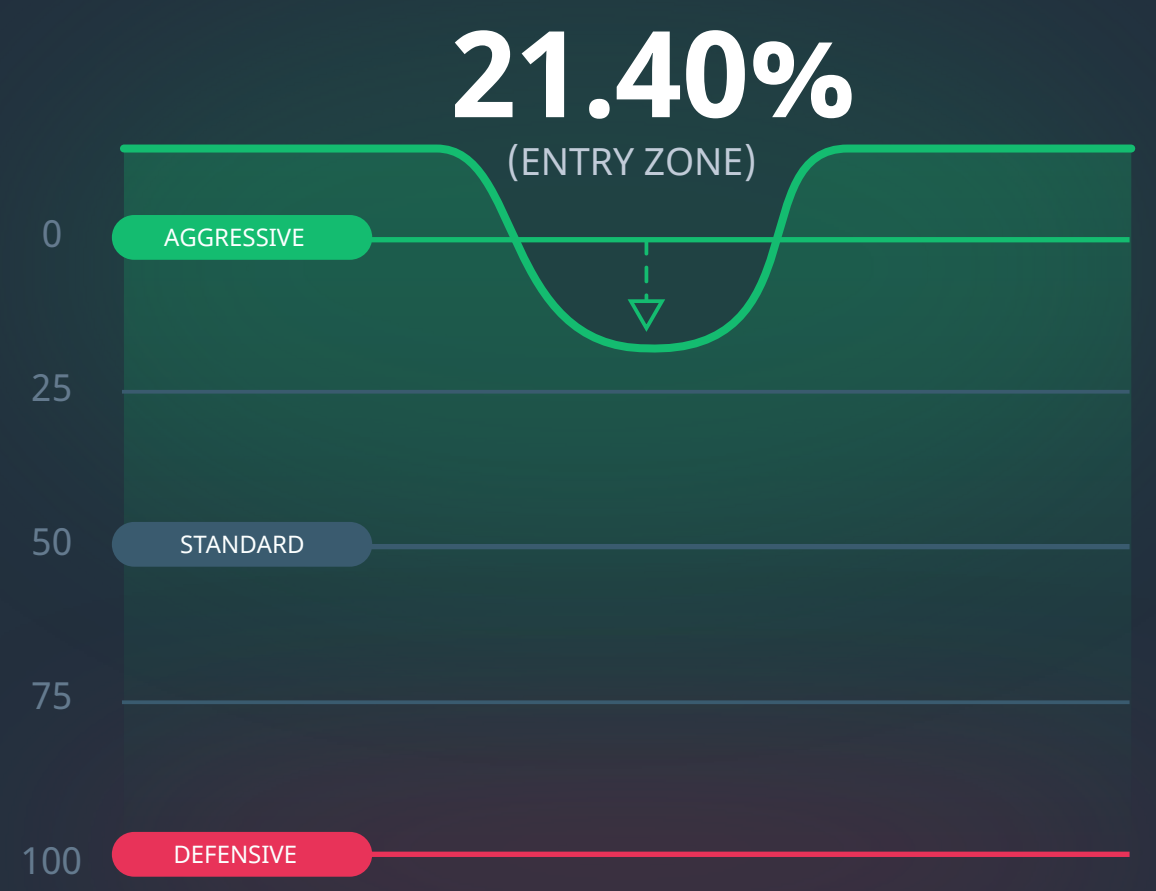 21.40%
(ENTRY ZONE)
0 AGGRESSIVE
25
50 STANDARD
75
100 DEFENSIVE